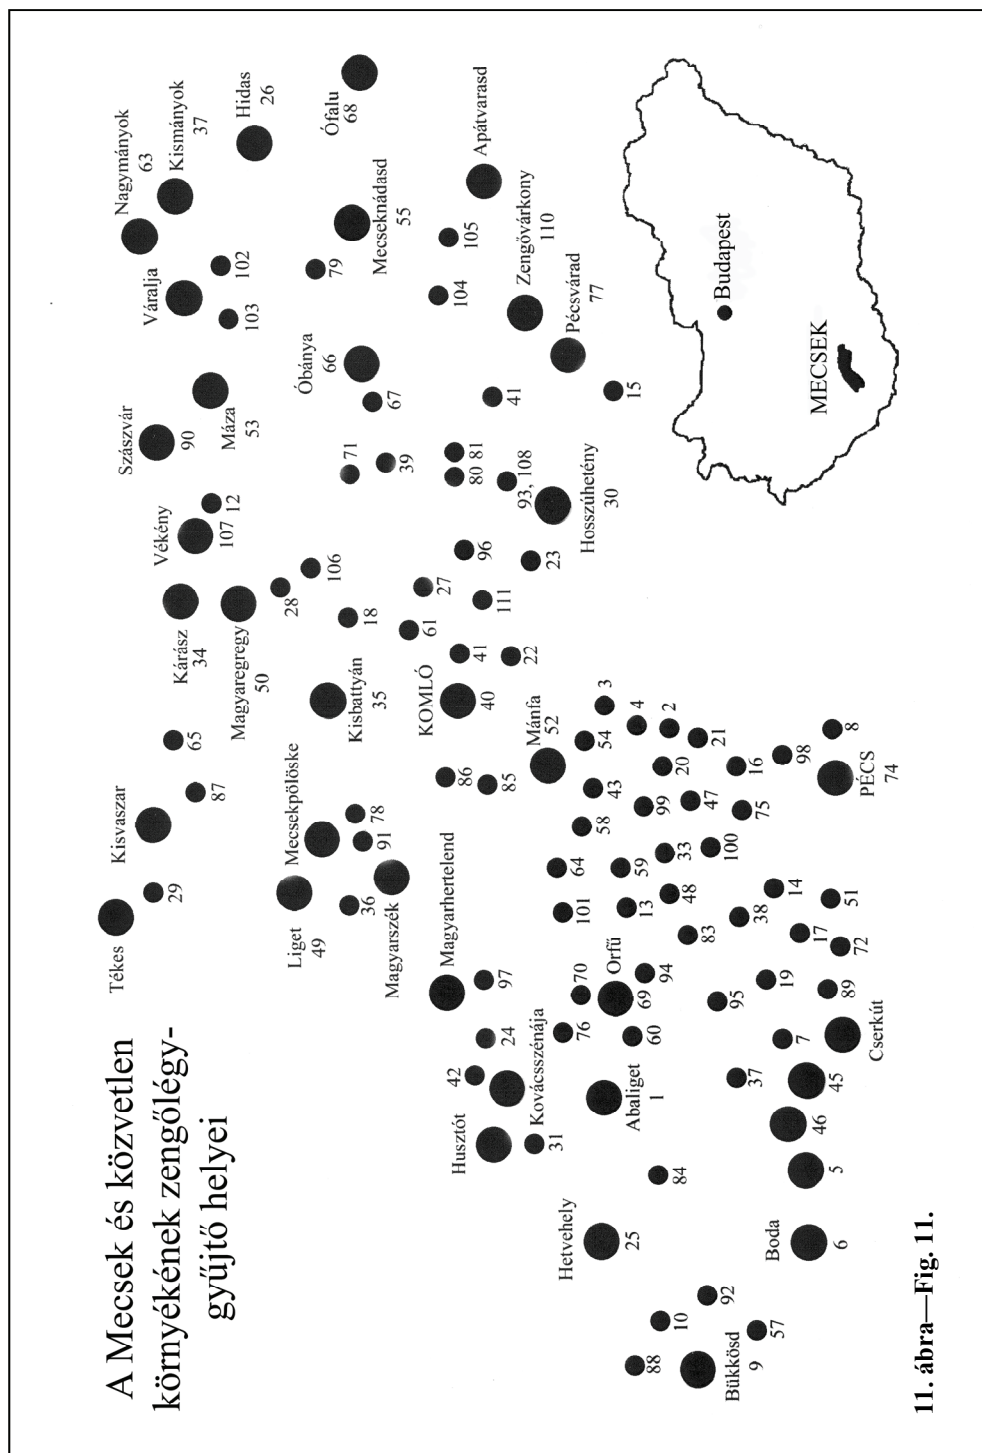 A Mecsek és közvetlen
környékének zengőlégy-
gyűjtő helyei
Tékes
29
Kisvaszar
87
65
Kárász
34
Vékény
107
12
Szászvár
90
Máza
53
Váralja
103
102
Nagymányok
63
Kismányok
37
Hidas
26
Magyaregregy
50
28
106
18
Liget
49
Mecsekpölöske
36
91
78
Magyarszék
Kisbattyán
35
61
27
71
39
Óbánya
66
67
79
Mecseknádasd
55
Ófalu
68
Magyarhertelend
97
86
85
KOMLÓ
40
41
22
111
96
23
80
81
93, 108
Hosszúhetény
30
41
104
105
Apátvarasd
Zengővárkony
110
Pécsvárad
77
15
Husztót
31
42
Kovácsszénája
24
76
70
Orfű
69
60
94
Abaliget
1
84
Hetvehely
25
101
64
58
43
Mánfa
52
54
3
4
2
21
20
99
47
16
75
59
33
100
13
48
83
38
14
98
8
PÉCS
74
51
17
72
95
19
89
7
Cserkút
37
45
46
5
Boda
6
88
10
92
Bükkösd
9
57
Budapest
MECSEK
11. ábra—Fig. 11.